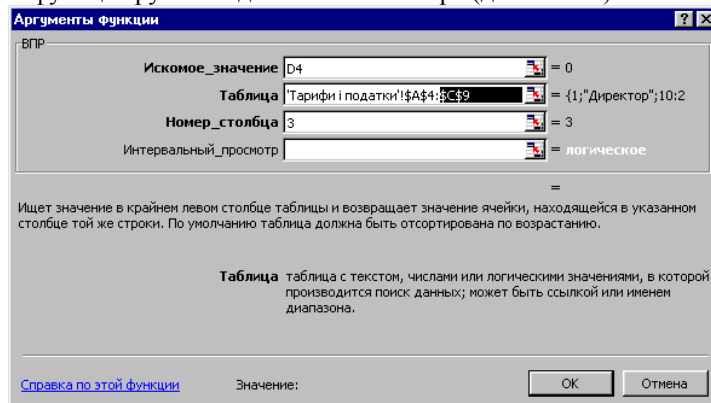 Аргументы функции
ВПР
Искомое_значение D4 = 0
Таблица 'Тарифи і податки'!$A$4:$C$9 = {1;"Директор";10:2
Номер_столбца 3 = 3
Интервальный_просмотр = логическое
=
Ищет значение в крайнем левом столбце таблицы и возвращает значение ячейки, находящейся в указанном
столбце той же строки. По умолчанию таблица должна быть отсортирована по возрастанию.
Таблица таблица с текстом, числами или логическими значениями, в которой
производится поиск данных; может быть ссылкой или именем
диапазона.
Справка по этой функции Значение: OK Отмена